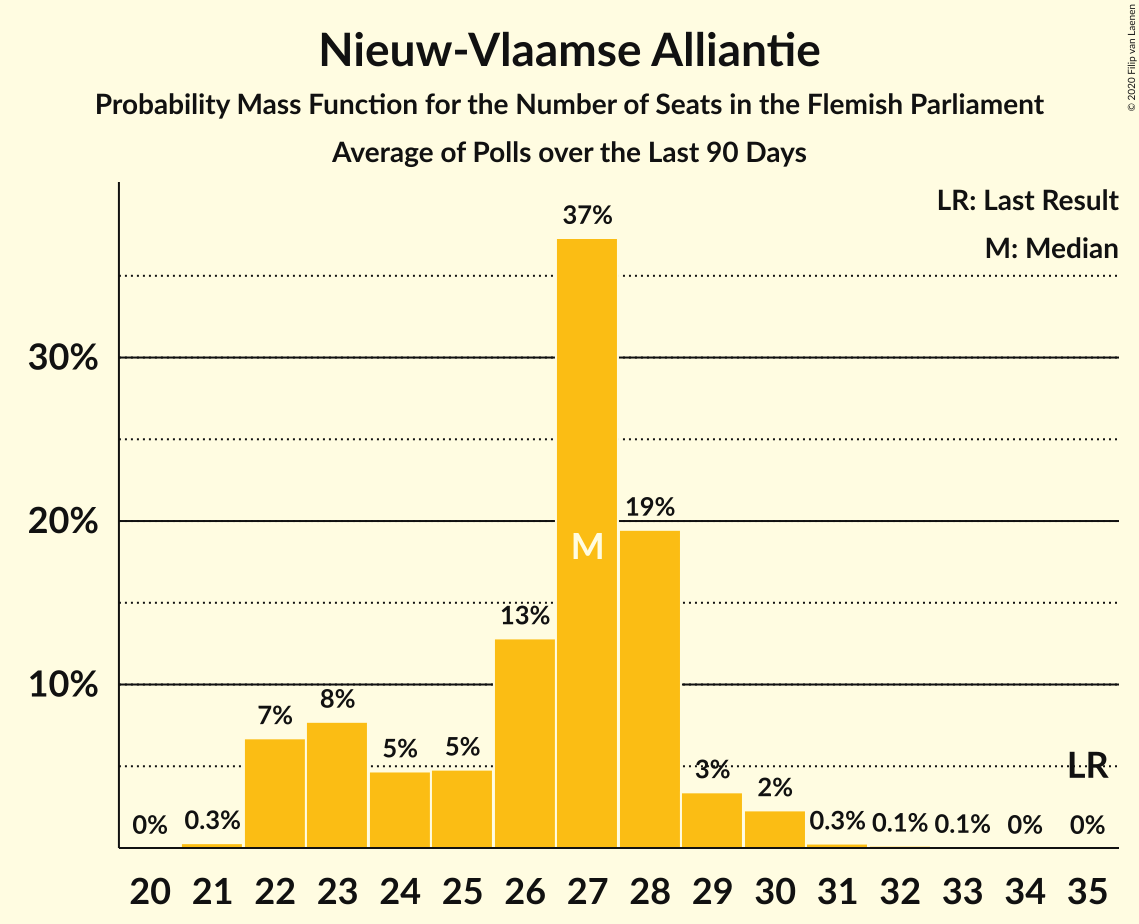 Nieuw-Vlaamse Alliantie
Probability Mass Function for the Number of Seats in the Flemish Parliament
Average of Polls over the Last 90 Days
© 2020 Filip van Laenen
LR: Last Result
M: Median
37%
30%
19%
20%
M
13%
10%
8%
7%
5%
5%
3%
2%
LR
0%
0.3%
0.3%
0.1%
0.1%
0%
0%
20 21 22 23 24 25 26 27 28 29 30 31 32 33 34 35